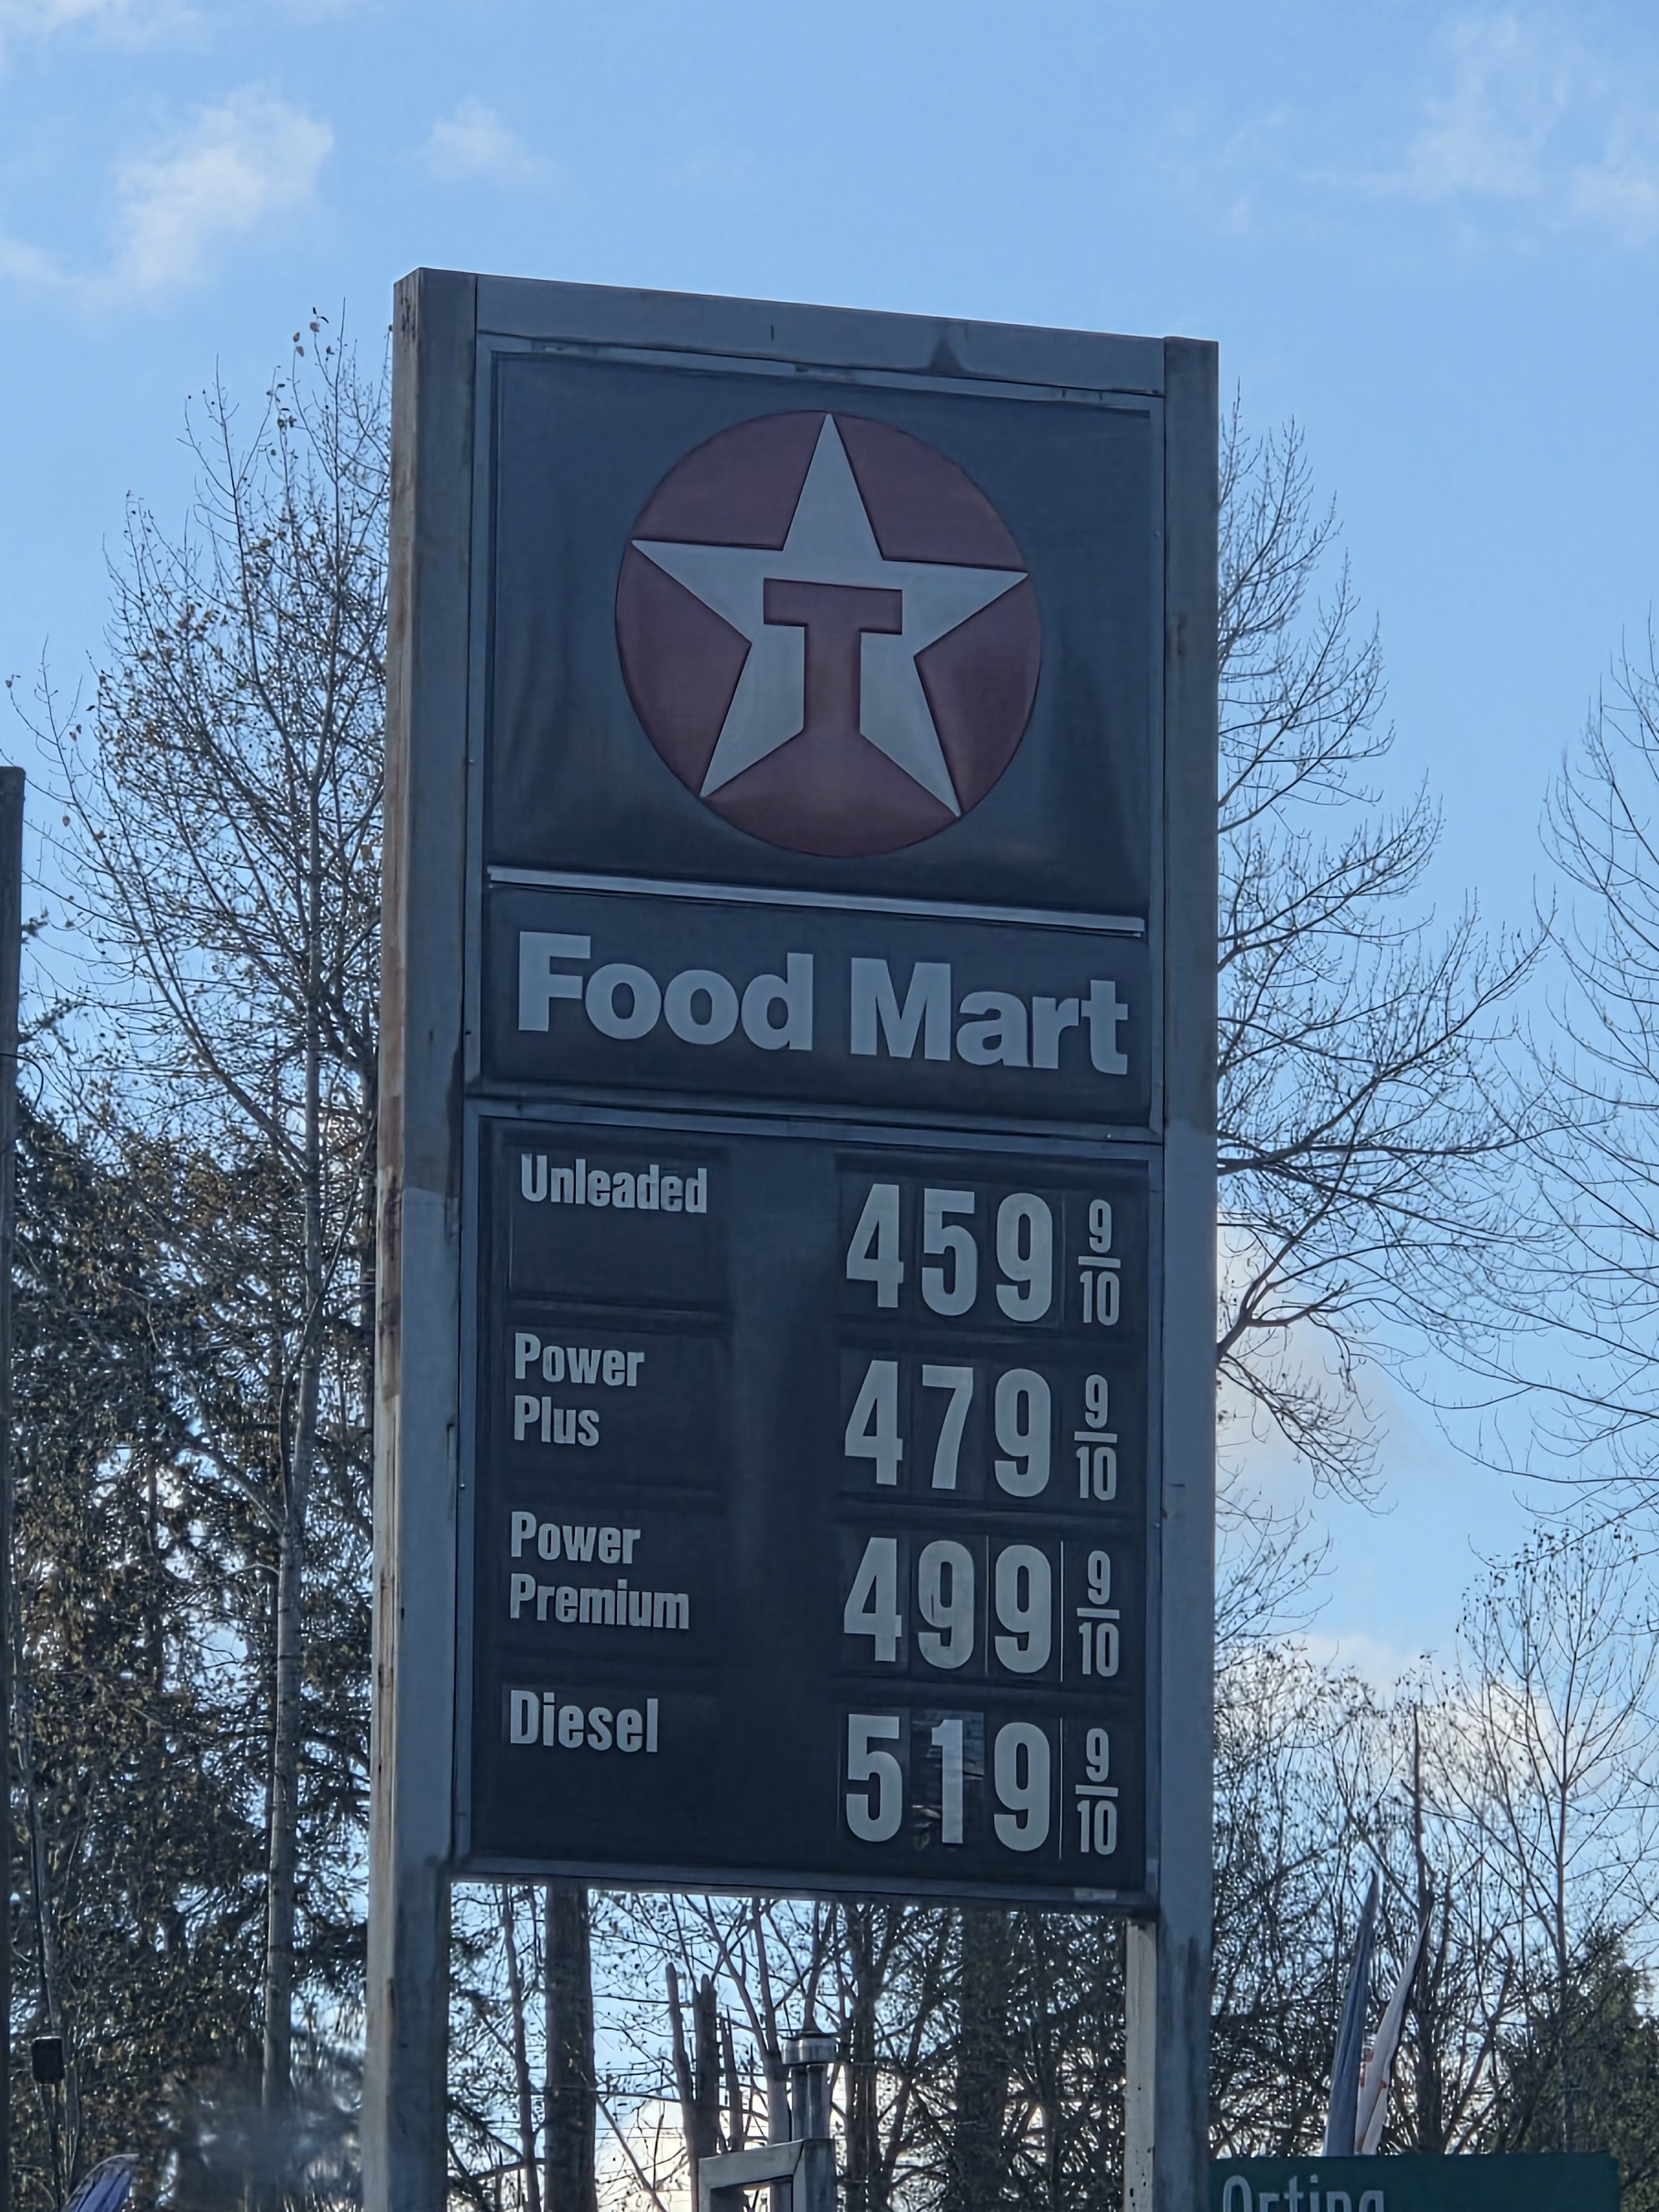 T
Food Mart
Unleaded 459 9/10
Power
Plus 479 9/10
Power
Premium 499 9/10
Diesel 519 9/10
Orting